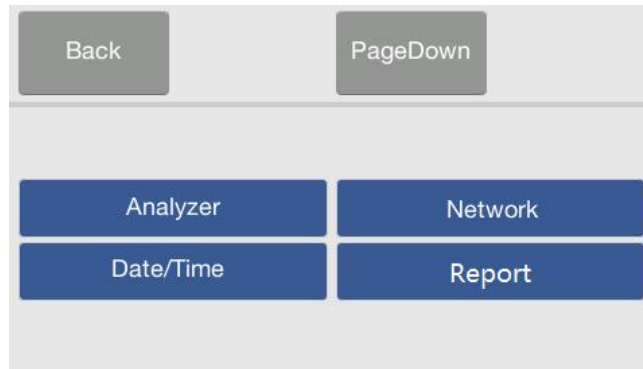 Back
PageDown
Analyzer
Network
Date/Time
Report